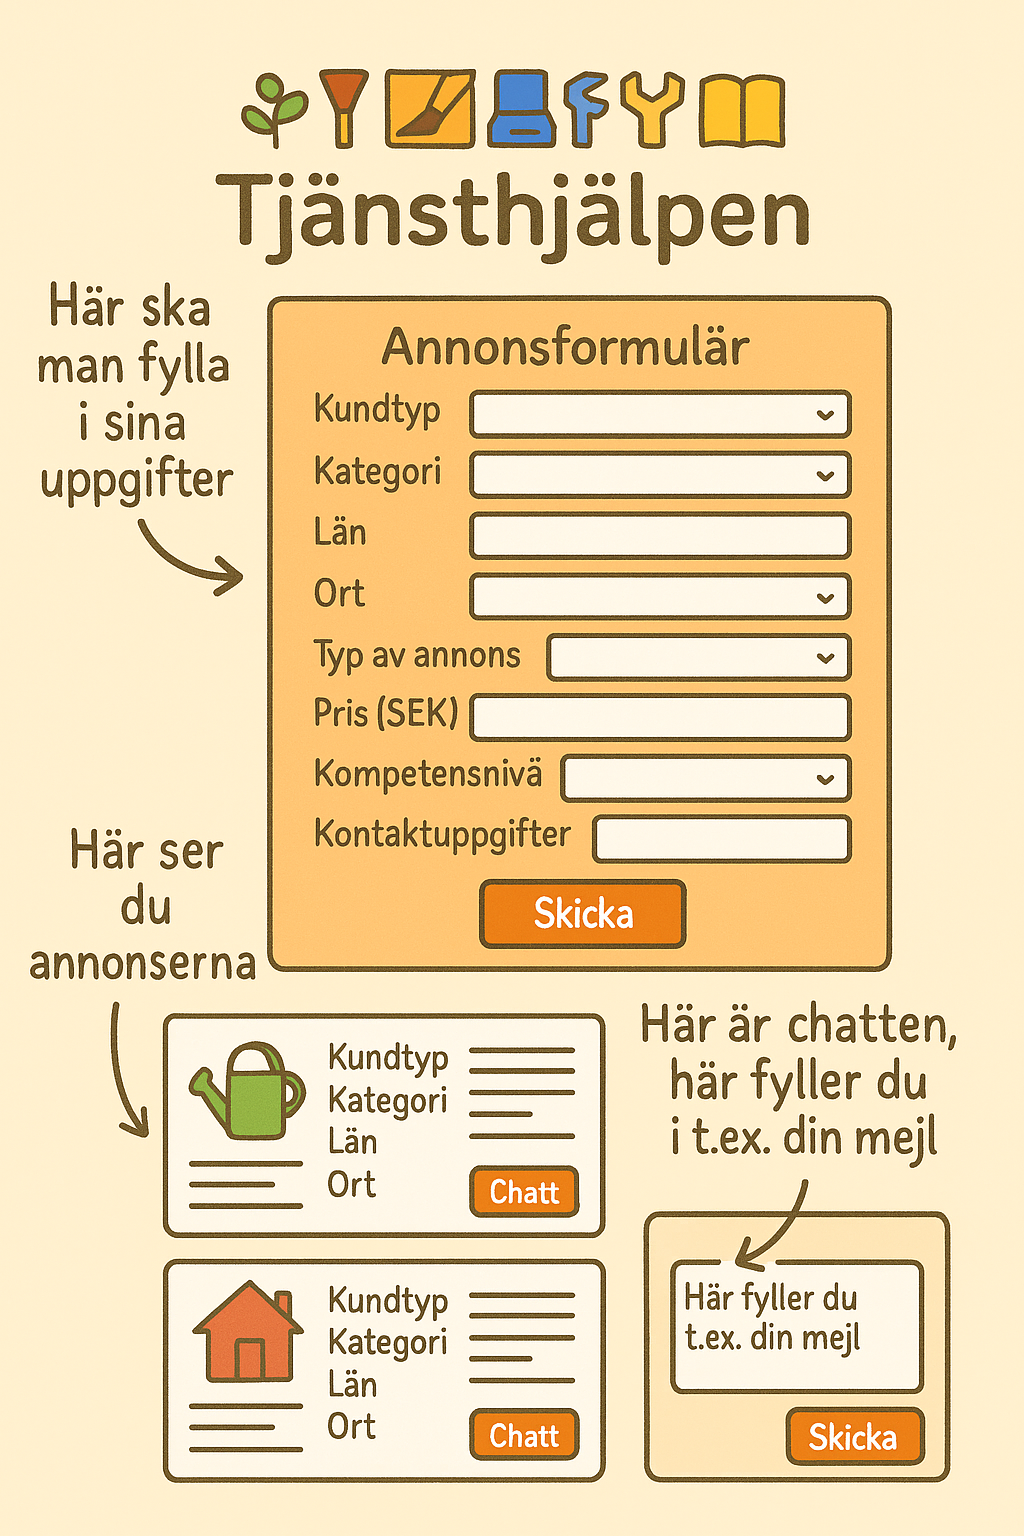 Tjänsthjälpen
Här ska
man fylla
i sina
uppgifter
Annonsformulär
Kundtyp
Kategori
Län
Ort
Typ av annons
Pris (SEK)
Kompetensnivä
Kontaktuppgifter
Skicka
Här ser
du
annonserna
Kundtyp
Kategori
Län
Ort
Chatt
Kundtyp
Kategori
Län
Ort
Chatt
Här är chatten,
här fyller du
i t.ex. din mejl
Här fyller du
t.ex. din mejl
Skicka